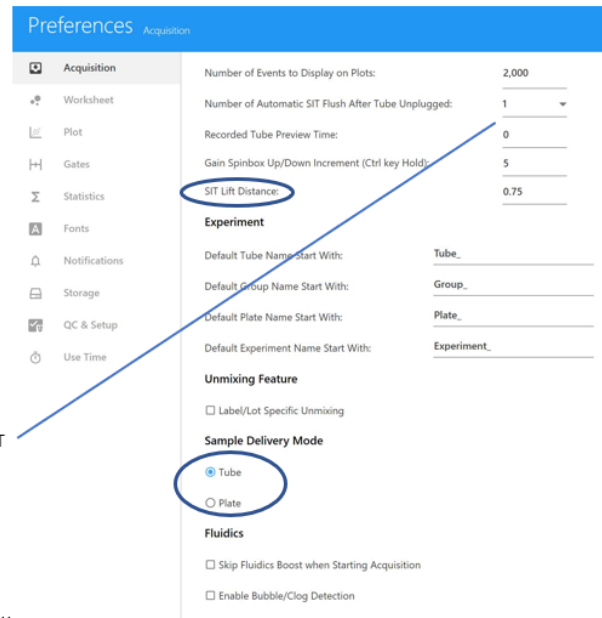 Preferences Acquisition
Acquisition
Worksheet
Plot
Gates
Statistics
Fonts
Notifications
Storage
QC & Setup
Use Time
Number of Events to Display on Plots: 2,000
Number of Automatic SIT Flush After Tube Unplugged: 1
Recorded Tube Preview Time: 0
Gain Spinbox Up/Down Increment (Ctrl key Hold): 5
SIT Lift Distance: 0.75
Experiment
Default Tube Name Start With: Tube_
Default Group Name Start With: Group_
Default Plate Name Start With: Plate_
Default Experiment Name Start With: Experiment_
Unmixing Feature
Label/Lot Specific Unmixing
Sample Delivery Mode
Tube
Plate
Fluidics
Skip Fluidics Boost when Starting Acquisition
Enable Bubble/Clog Detection